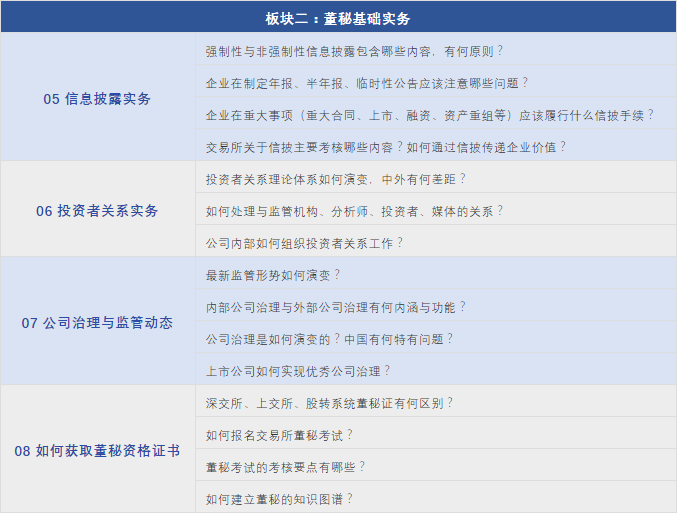 板块二：董秘基础实务
05 信息披露实务
强制性与非强制性信息披露包含哪些内容，有何原则？
企业在制定年报、半年报、临时性公告应该注意哪些问题？
企业在重大事项（重大合同、上市、融资、资产重组等）应该履行什么信披手续？
交易所关于信披主要考核哪些内容？如何通过信披传递企业价值？
06 投资者关系实务
投资者关系理论体系如何演变，中外有何差距？
如何处理与监管机构、分析师、投资者、媒体的关系？
公司内部如何组织投资者关系工作？
07 公司治理与监管动态
最新监管形势如何演变？
内部公司治理与外部公司治理有何内涵与功能？
公司治理是如何演变的？中国有何特有问题？
上市公司如何实现优秀公司治理？
08 如何获取董秘资格证书
深交所、上交所、股转系统董秘证有何区别？
如何报名交易所董秘考试？
董秘考试的考核要点有哪些？
如何建立董秘的知识图谱？